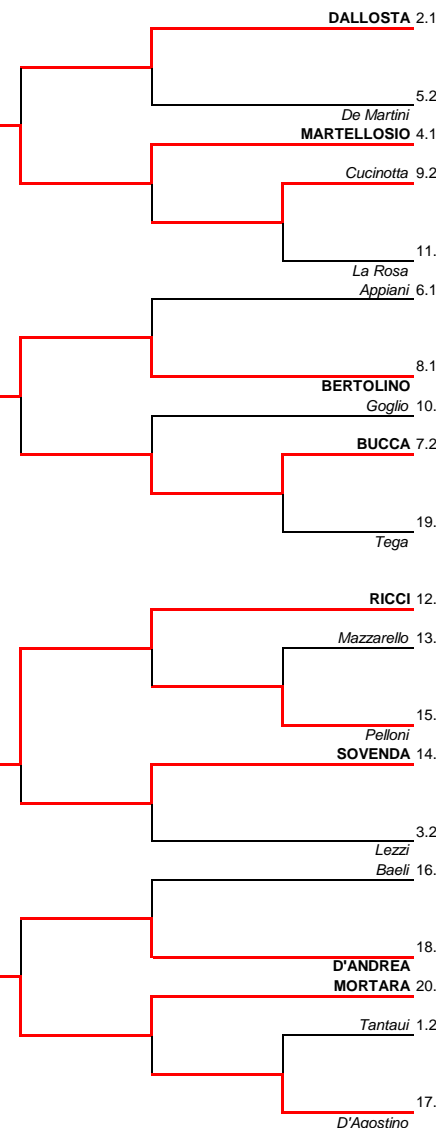 DALLOSTA 2.1
5.2
De Martini
MARTELLOSIO 4.1
Cucinotta 9.2
11.
La Rosa
Appiani 6.1
8.1
BERTOLINO
Goglio 10.
BUCCA 7.2
19.
Tega
RICCI 12.
Mazzarello 13.
15.
Pelloni
SOVENDA 14.
3.2
Lezzi
Baeli 16.
18.
D'ANDREA
MORTARA 20.
Tantaui 1.2
17.
D'Agostino